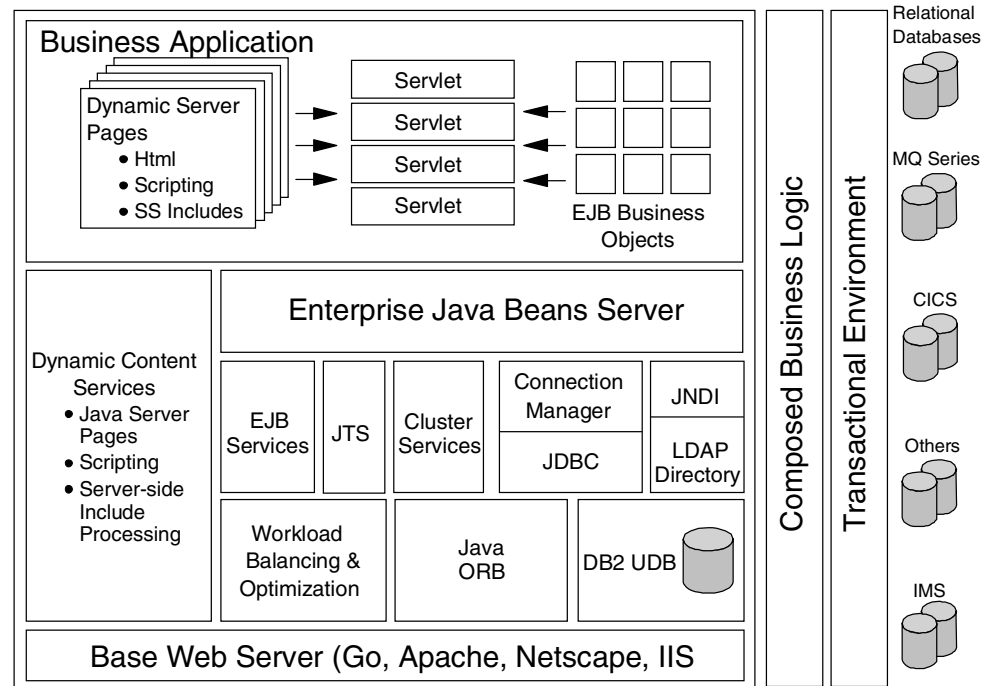 Business Application
Dynamic Server
Pages
• Html
• Scripting
• SS Includes
Servlet
Servlet
Servlet
Servlet
EJB Business
Objects
Dynamic Content
Services
• Java Server
Pages
• Scripting
• Server-side
Include
Processing
Enterprise Java Beans Server
EJB
Services
JTS
Cluster
Services
Connection
Manager
JDBC
JNDI
LDAP
Directory
Workload
Balancing &
Optimization
Java
ORB
DB2 UDB
Base Web Server (Go, Apache, Netscape, IIS
Composed Business Logic
Transactional Environment
Relational
Databases
MQ Series
CICS
Others
IMS